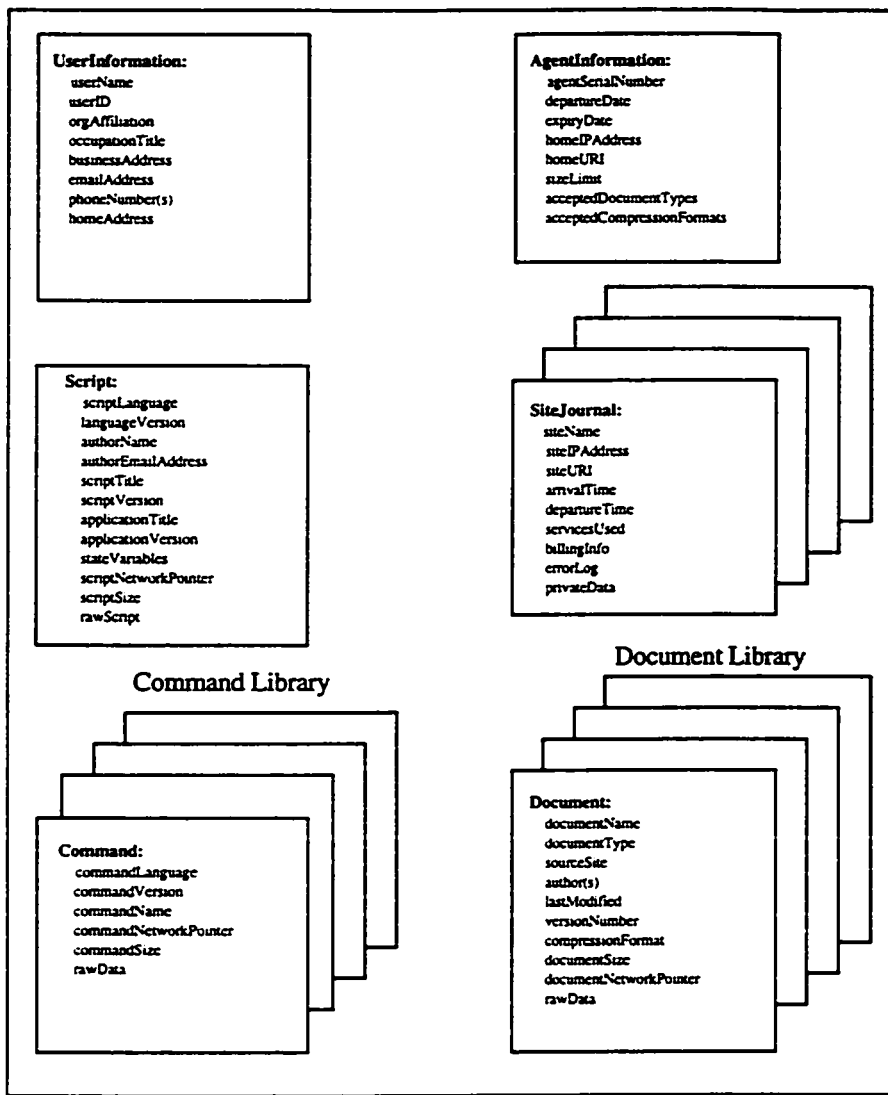 UserInformation:
userName
userID
orgAffiliation
occupationTitle
businessAddress
emailAddress
phoneNumber(s)
homeAddress
AgentInformation:
agentSerialNumber
departureDate
expiryDate
homeIPAddress
homeURI
sizeLimit
acceptedDocumentTypes
acceptedCompressionFormats
Script:
scriptLanguage
languageVersion
authorName
authorEmailAddress
scriptTitle
scriptVersion
applicationTitle
applicationVersion
stateVariables
scriptNetworkPointer
scriptSize
rawScript
SiteJournal:
siteName
siteIPAddress
siteURI
arrivalTime
departureTime
servicesUsed
billingInfo
errorLog
privateData
Command Library
Command:
commandLanguage
commandVersion
commandName
commandNetworkPointer
commandSize
rawData
Document Library
Document:
documentName
documentType
sourceSite
author(s)
lastModified
versionNumber
compressionFormat
documentSize
documentNetworkPointer
rawData